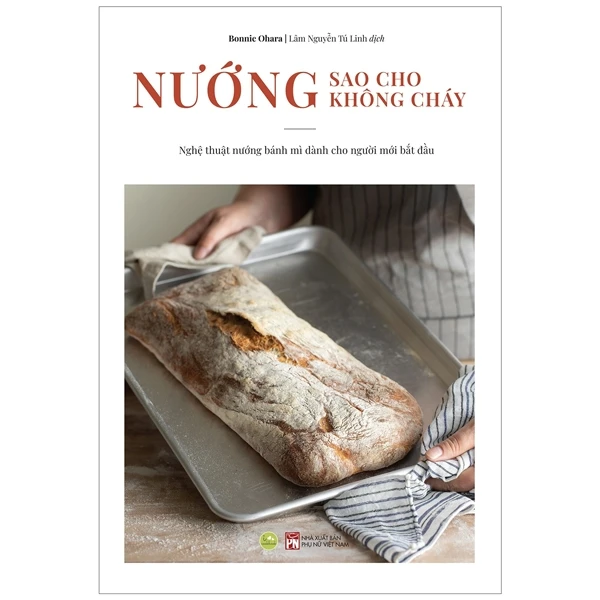 Bonnie Ohara | Lâm Nguyễn Tú Linh dịch
NƯỚNG SAO CHO
KHÔNG CHÁY
Nghệ thuật nướng bánh mì dành cho người mới bắt đầu
PN
NHÀ XUẤT BẢN
PHỤ NỮ VIỆT NAM